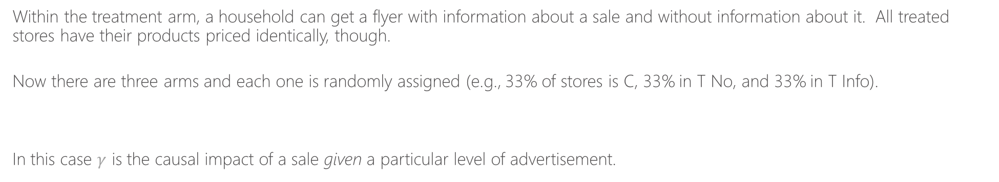 Within the treatment arm, a household can get a flyer with information about a sale and without information about it.  All treated
stores have their products priced identically, though.
Now there are three arms and each one is randomly assigned (e.g., 33% of stores is C, 33% in T No, and 33% in T Info).
In this case γ is the causal impact of a sale given a particular level of advertisement.